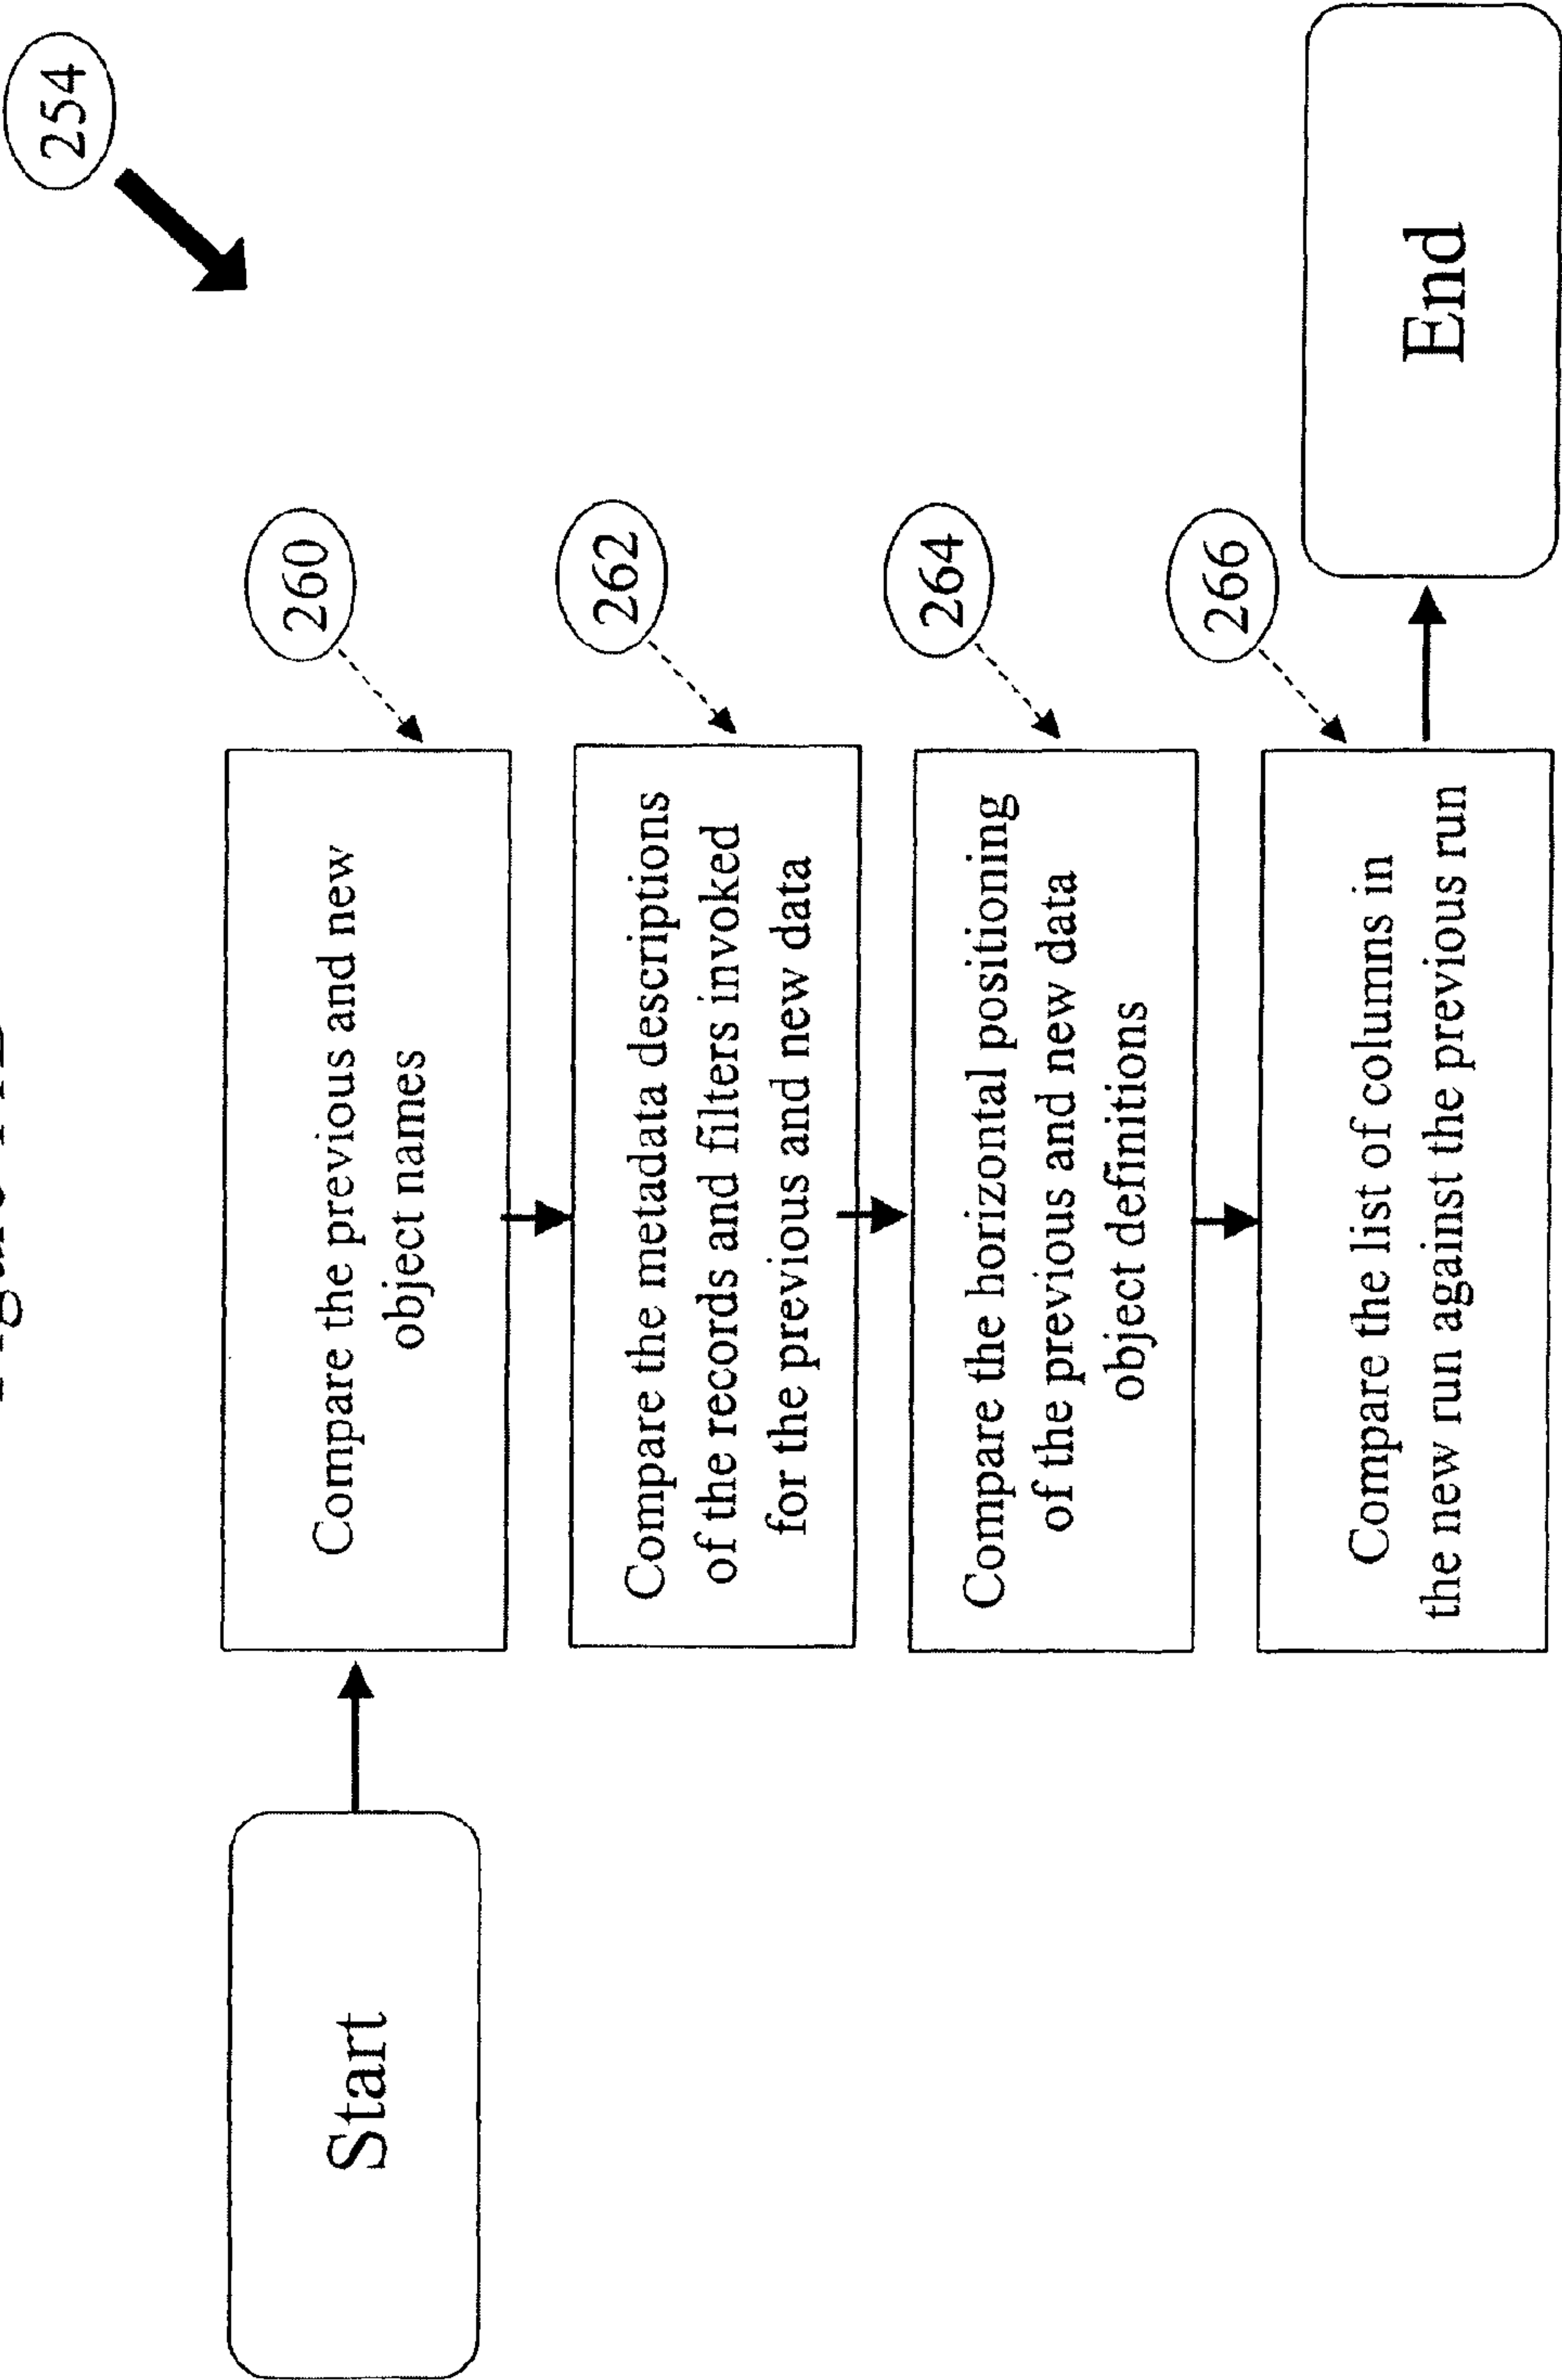 254
Start
Compare the previous and new
object names
260
Compare the metadata descriptions
of the records and filters invoked
for the previous and new data
262
Compare the horizontal positioning
of the previous and new data
object definitions
264
Compare the list of columns in
the new run against the previous run
266
End